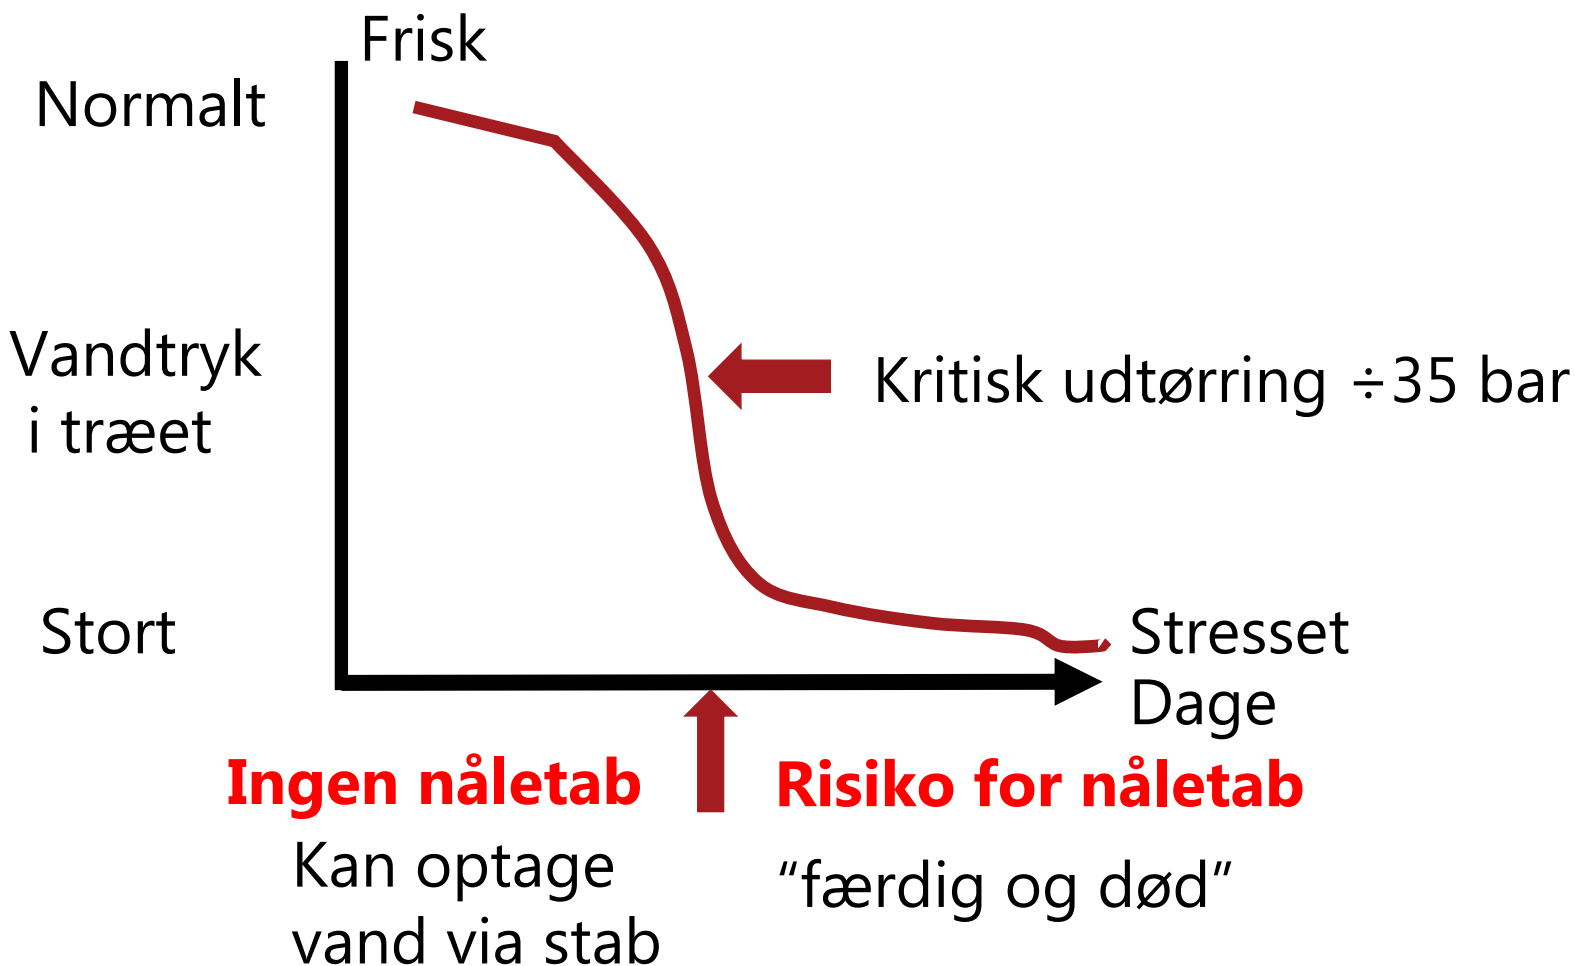 Frisk
Normalt
Vandtryk
i træet
Kritisk udtørring ÷35 bar
Stort
Stresset
Dage
Ingen nåletab
Risiko for nåletab
Kan optage
vand via stab
“færdig og død”